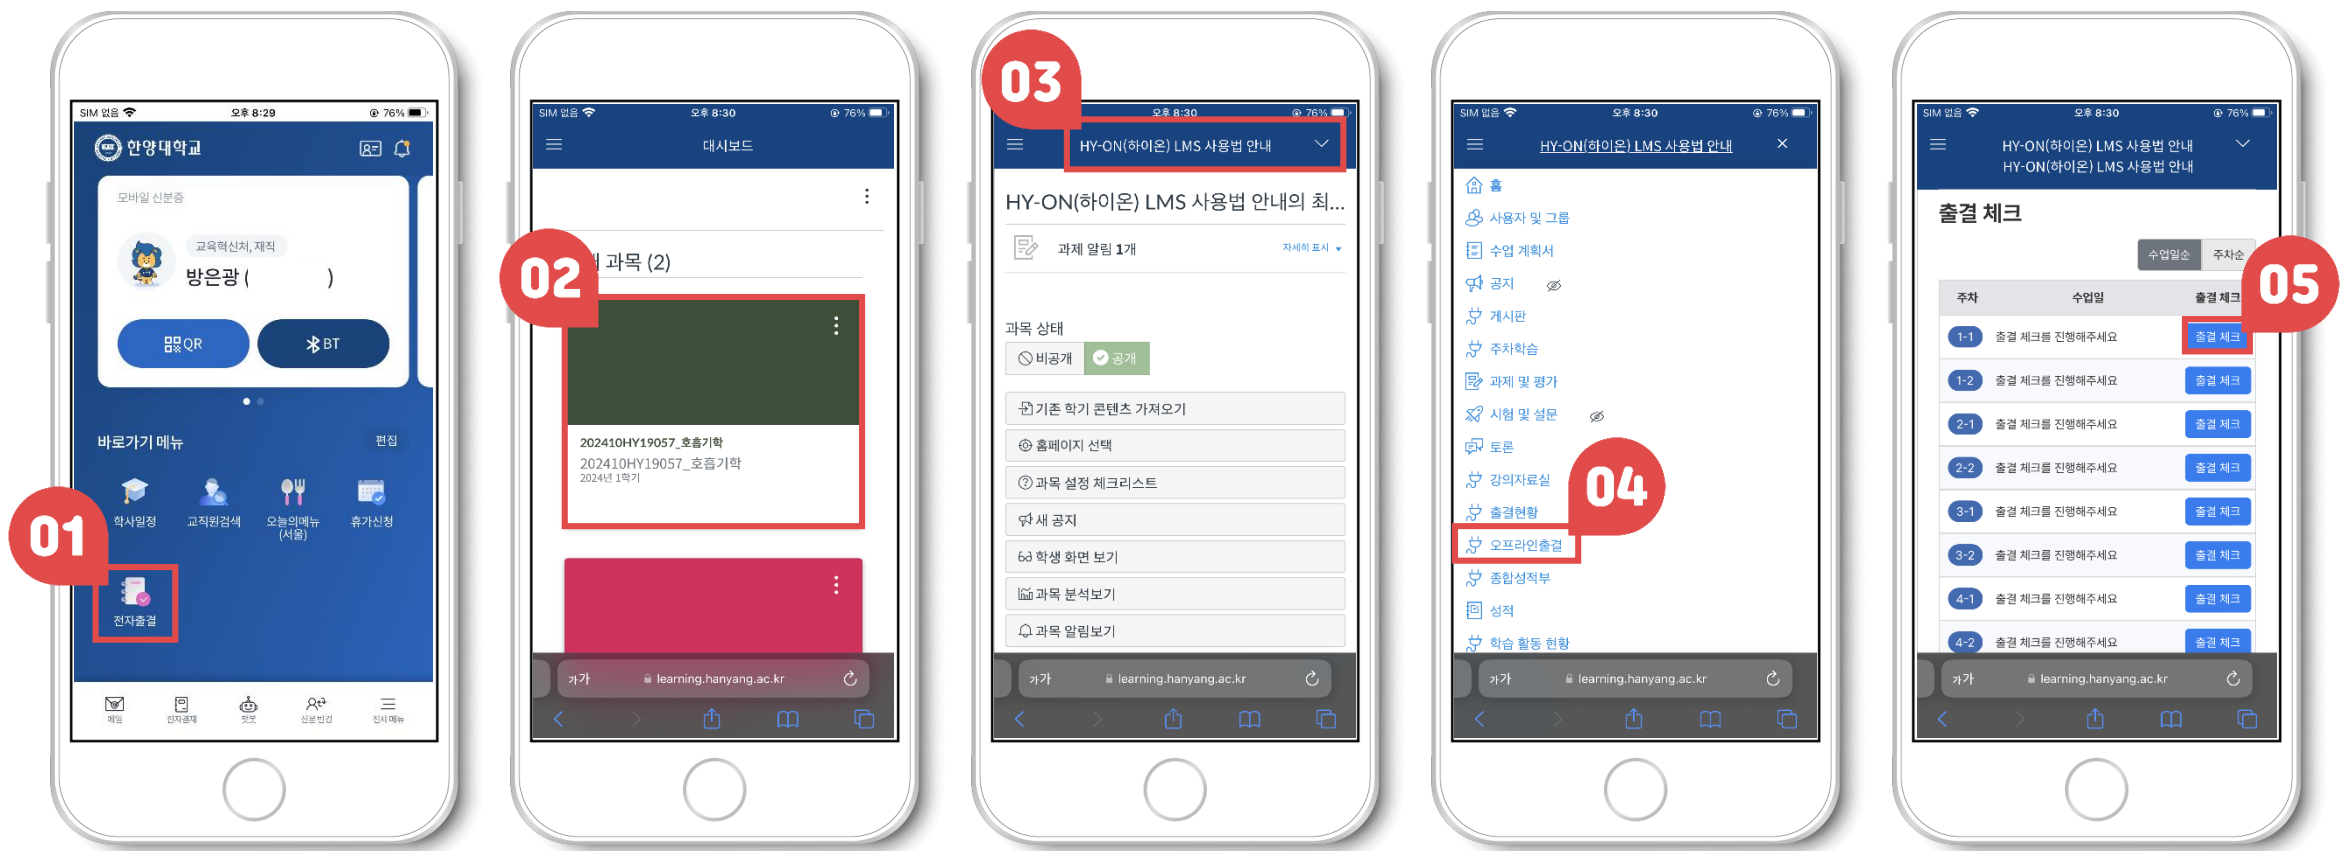 01
SIM 없음
오후 8:29
76%
한양대학교
모바일 신분증
교육혁신처, 재직
방은광 ( )
QR
BT
바로가기 메뉴
편집
학사일정
교직원검색
오늘의메뉴
(서울)
휴가신청
전자출결
메일
전자결재
챗봇
신분변경
전체메뉴
02
SIM 없음
오후 8:30
76%
대시보드
과목 (2)
202410HY19057_호흡기학
202410HY19057_호흡기학
2024년 1학기
가가
learning.hanyang.ac.kr
03
오후 8:30
76%
HY-ON(하이온) LMS 사용법 안내
HY-ON(하이온) LMS 사용법 안내의 최...
과제 알림 1개
자세히 표시
과목 상태
비공개
공개
기존 학기 콘텐츠 가져오기
홈페이지 선택
과목 설정 체크리스트
새 공지
학생 화면 보기
과목 분석보기
과목 알림보기
가가
learning.hanyang.ac.kr
04
SIM 없음
오후 8:30
76%
HY-ON(하이온) LMS 사용법 안내
홈
사용자 및 그룹
수업 계획서
공지
게시판
주차학습
과제 및 평가
시험 및 설문
토론
강의자료실
출결현황
오프라인출결
종합성적부
성적
학습 활동 현황
가가
learning.hanyang.ac.kr
05
SIM 없음
오후 8:30
76%
HY-ON(하이온) LMS 사용법 안내
HY-ON(하이온) LMS 사용법 안내
출결 체크
수업일순
주차순
주차 수업일 출결 체크
1-1 출결 체크를 진행해주세요 출결 체크
1-2 출결 체크를 진행해주세요 출결 체크
2-1 출결 체크를 진행해주세요 출결 체크
2-2 출결 체크를 진행해주세요 출결 체크
3-1 출결 체크를 진행해주세요 출결 체크
3-2 출결 체크를 진행해주세요 출결 체크
4-1 출결 체크를 진행해주세요 출결 체크
4-2 출결 체크를 진행해주세요 출결 체크
가가
learning.hanyang.ac.kr